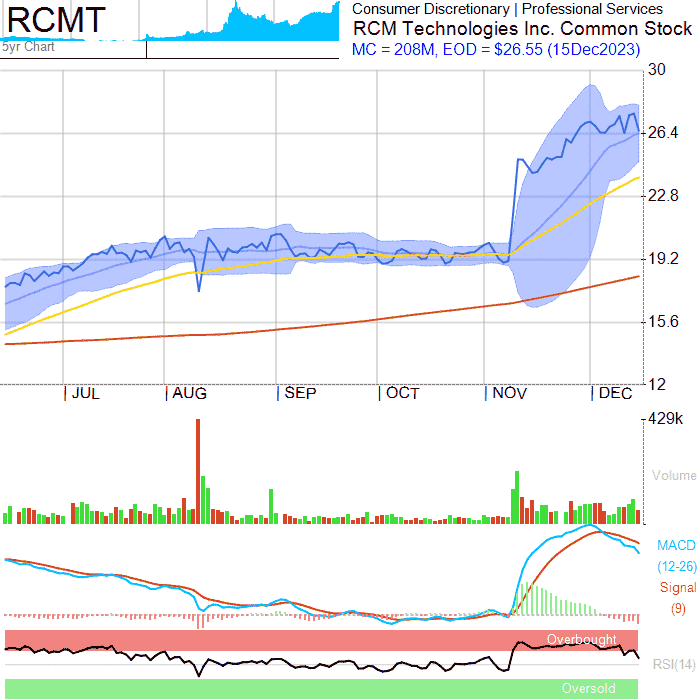 RCMT
5yr Chart
Consumer Discretionary | Professional Services
RCM Technologies Inc. Common Stock
MC = 208M, EOD = $26.55 (15Dec2023)
30
26.4
22.8
19.2
15.6
12
JUL
AUG
SEP
OCT
NOV
DEC
429k
Volume
MACD
(12-26)
Signal
(9)
Overbought
RSI(14)
Oversold